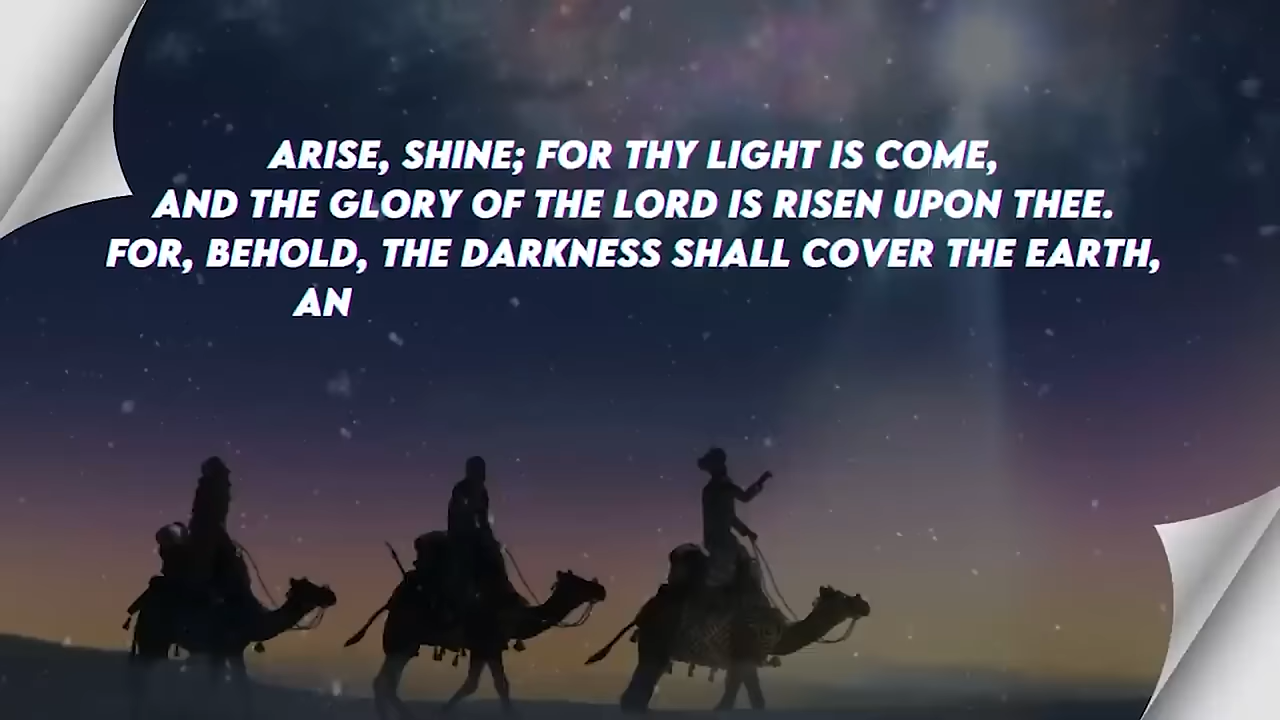 ARISE, SHINE; FOR THY LIGHT IS COME,
AND THE GLORY OF THE LORD IS RISEN UPON THEE.
FOR, BEHOLD, THE DARKNESS SHALL COVER THE EARTH,
AN